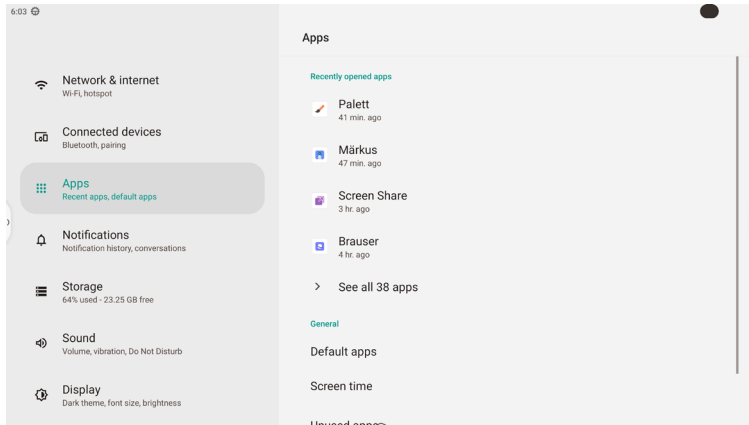 6:03
Network & internet
Wi-Fi, hotspot
Connected devices
Bluetooth, pairing
Apps
Recent apps, default apps
Notifications
Notification history, conversations
Storage
64% used - 23.25 GB free
Sound
Volume, vibration, Do Not Disturb
Display
Dark theme, font size, brightness
Apps
Recently opened apps
Palett
41 min. ago
Märkus
47 min. ago
Screen Share
3 hr. ago
Brauser
4 hr. ago
See all 38 apps
General
Default apps
Screen time
Unused apps